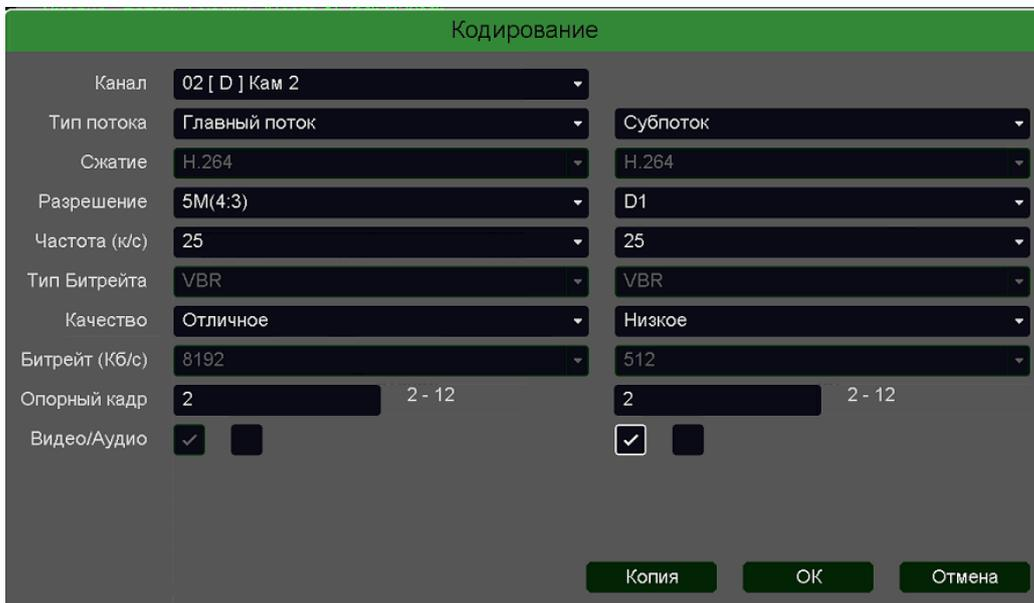 Кодирование
Канал 02 [ D ] Кам 2
Тип потока Главный поток Субпоток
Сжатие H.264 H.264
Разрешение 5M(4:3) D1
Частота (к/с) 25 25
Тип Битрейта VBR VBR
Качество Отличное Низкое
Битрейт (Кб/с) 8192 512
Опорный кадр 2 2 - 12 2 2 - 12
Видео/Аудио
Копия ОК Отмена